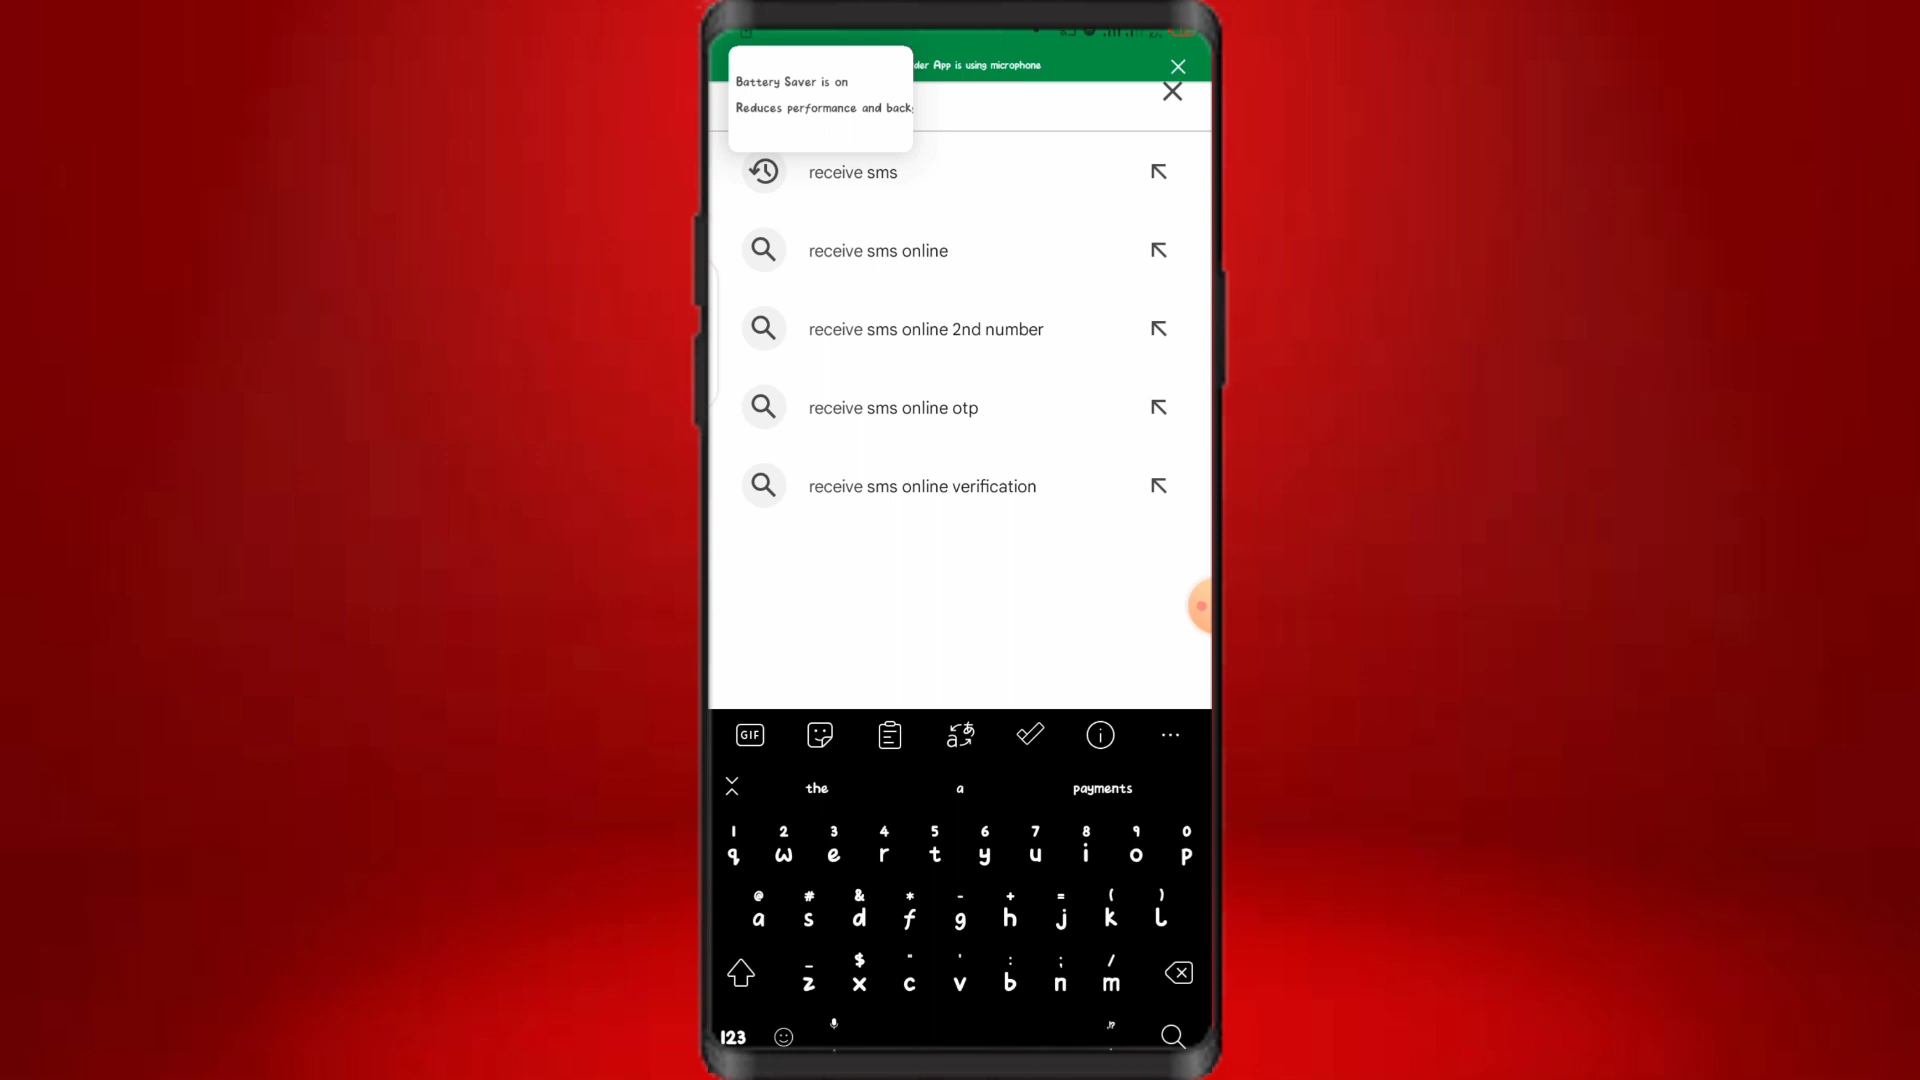 der App is using microphone
Battery Saver is on
Reduces performance and back
receive sms
receive sms online
receive sms online 2nd number
receive sms online otp
receive sms online verification
GIF
the a payments
1 2 3 4 5 6 7 8 9 0
q w e r t y u i o p
@ # & * - + = ( )
a s d f g h j k l
_ $ " ' : ; /
z x c v b n m
123 ,!?